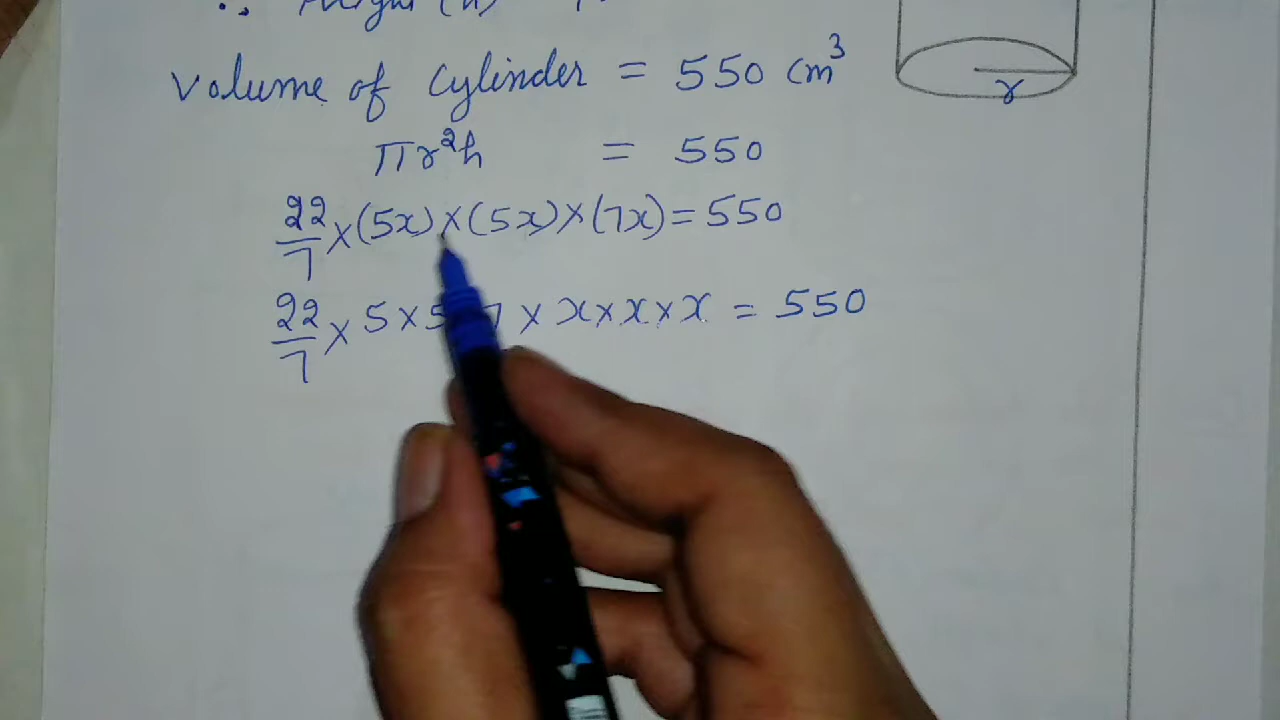 ∴ Height (h)
Volume of Cylinder = 550 cm³
r
πr²h = 550
22/7 × (5x) × (5x) × (7x) = 550
22/7 × 5 × 5 7 × x × x × x = 550